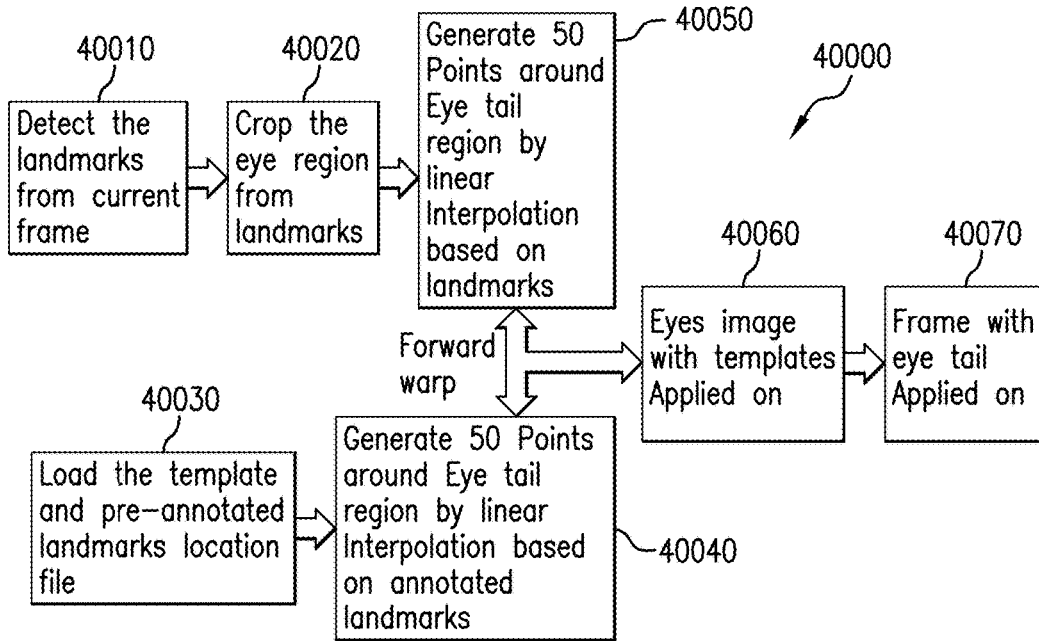 40010
Detect the
landmarks
from current
frame
40020
Crop the
eye region
from
landmarks
40050
Generate 50
Points around
Eye tail
region by
linear
Interpolation
based on
landmarks
40000
Forward
warp
40060
Eyes image
with templates
Applied on
40070
Frame with
eye tail
Applied on
40030
Load the template
and pre-annotated
landmarks location
file
Generate 50 Points
around Eye tail
region by linear
Interpolation based
on annotated
landmarks
40040